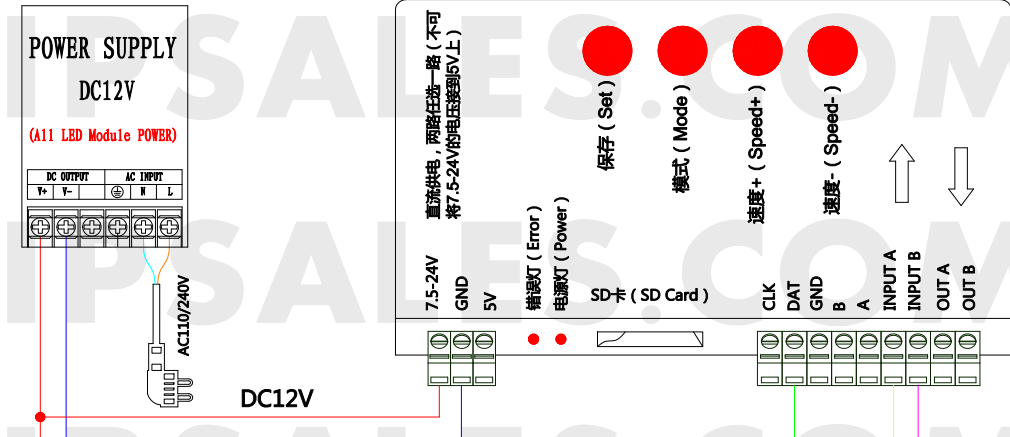 IPSALES.COM
POWER SUPPLY
DC12V
(A11 LED Module POWER)
DC OUTPUT
AC INPUT
V+
V-
N
L
AC110/240V
DC12V
直流供电，两路任选一路（不可
将7.5-24V的电压接到5V上）
保存（Set）
模式（Mode）
速度+（Speed+）
速度-（Speed-）
7.5-24V
GND
5V
错误灯（Error）
电源灯（Power）
SD卡（SD Card）
CLK
DAT
GND
B
A
INPUT A
INPUT B
OUT A
OUT B
IPSALES.COM